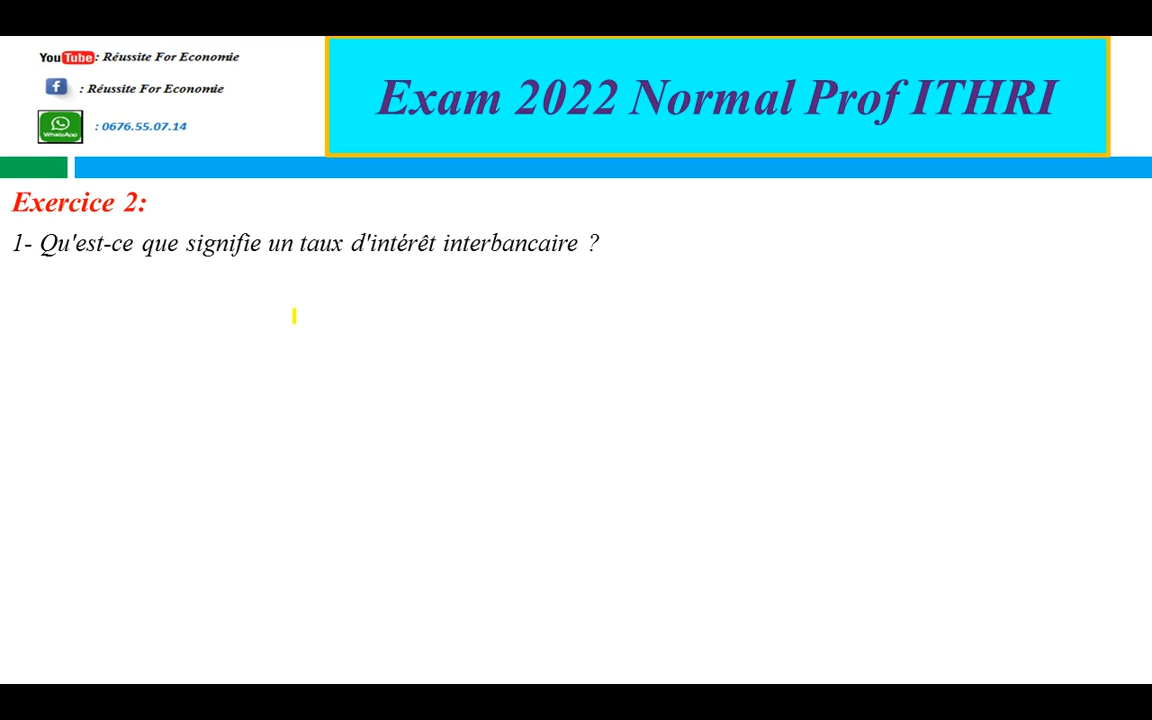 YouTube : Réussite For Economie
: Réussite For Economie
WhatsApp : 0676.55.07.14
Exam 2022 Normal Prof ITHRI
Exercice 2:
1- Qu'est-ce que signifie un taux d'intérêt interbancaire ?